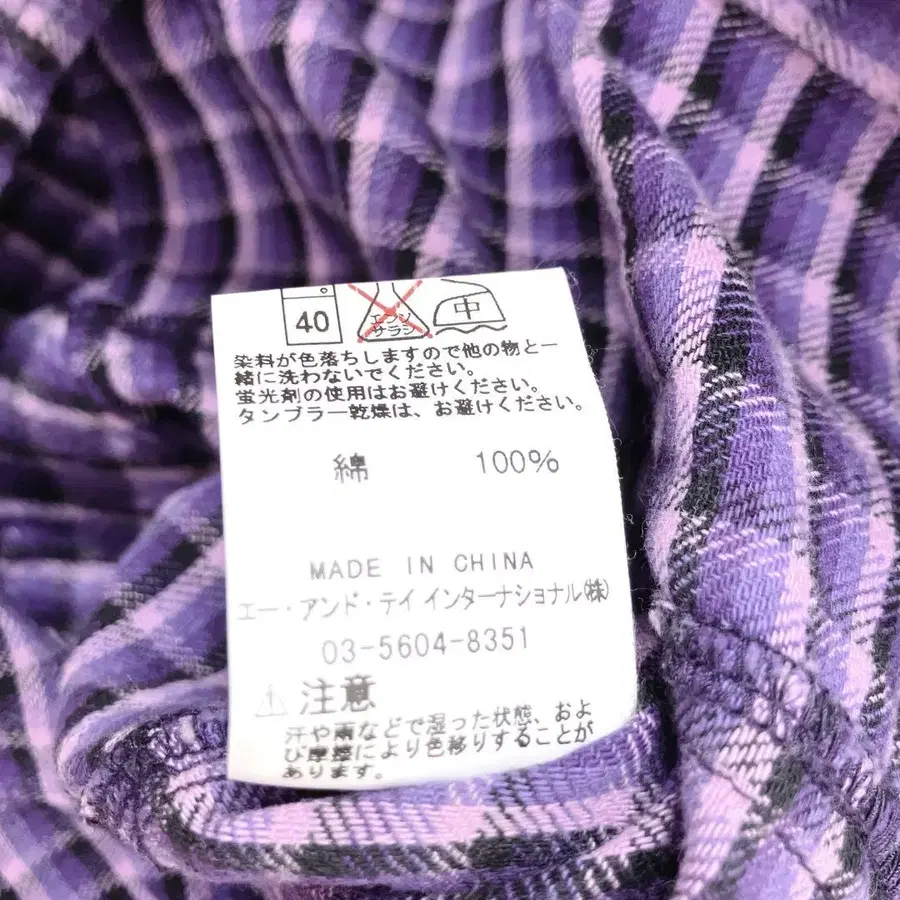 40 エンソ サラシ 中
染料が色落ちしますので他の物と一
緒に洗わないでください。
蛍光剤の使用はお避けください。
タンブラー乾燥は、お避けください。
綿 100%
MADE IN CHINA
エー・アンド・テイ インターナショナル(株)
03-5604-8351
注意
汗や雨などで湿った状態、およ
び摩擦により色移りすることが
あります。